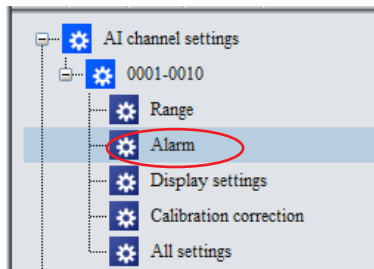 AI channel settings
0001-0010
Range
Alarm
Display settings
Calibration correction
All settings